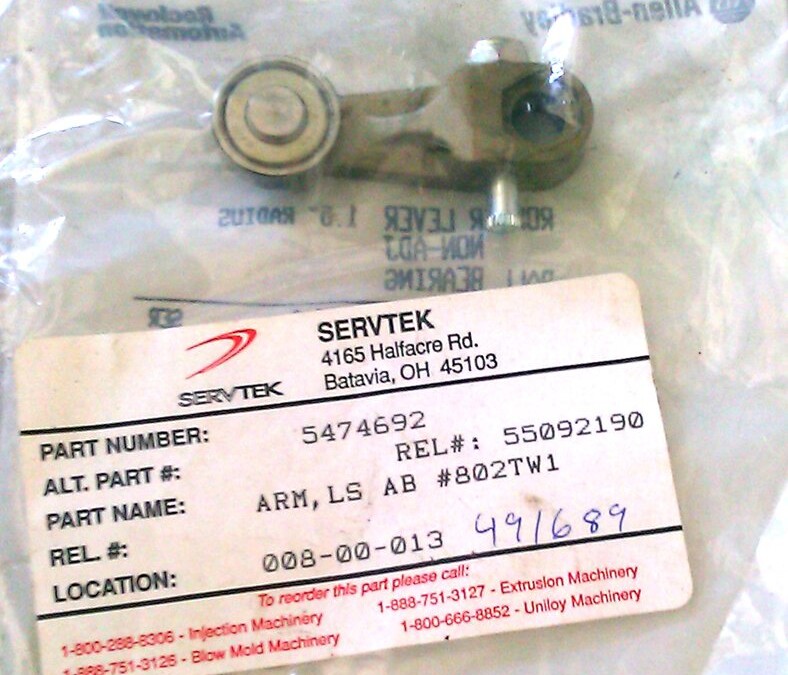 Rockwell
Automation
Allen-Bradley
ROLLER LEVER 1.5" RADIUS
NON-ADJ
BALL BEARING
SER
SERVTEK
SERVTEK
4165 Halfacre Rd.
Batavia, OH 45103
PART NUMBER: 5474692
ALT. PART #: REL#: 55092190
PART NAME: ARM, LS AB #802TW1
REL. #:
LOCATION: 008-00-013 491689
To reorder this part please call:
1-800-288-8306 - Injection Machinery 1-888-751-3127 - Extrusion Machinery
1-888-751-3126 - Blow Mold Machinery 1-800-666-8852 - Uniloy Machinery